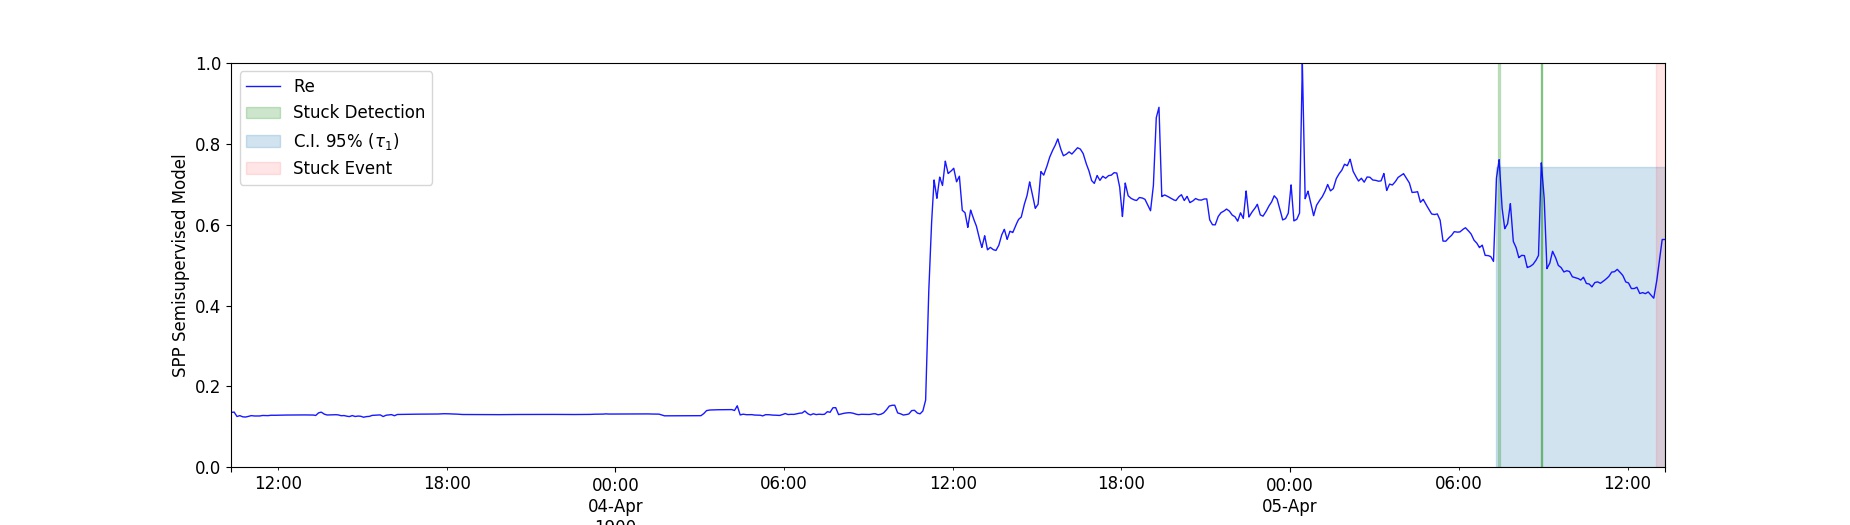 1.0
0.8
0.6
0.4
0.2
0.0
SPP Semisupervised Model
Re
Stuck Detection
C.I. 95% (τ₁)
Stuck Event
12:00 18:00 00:00 06:00 12:00 18:00 00:00 06:00 12:00
04-Apr 05-Apr
1900